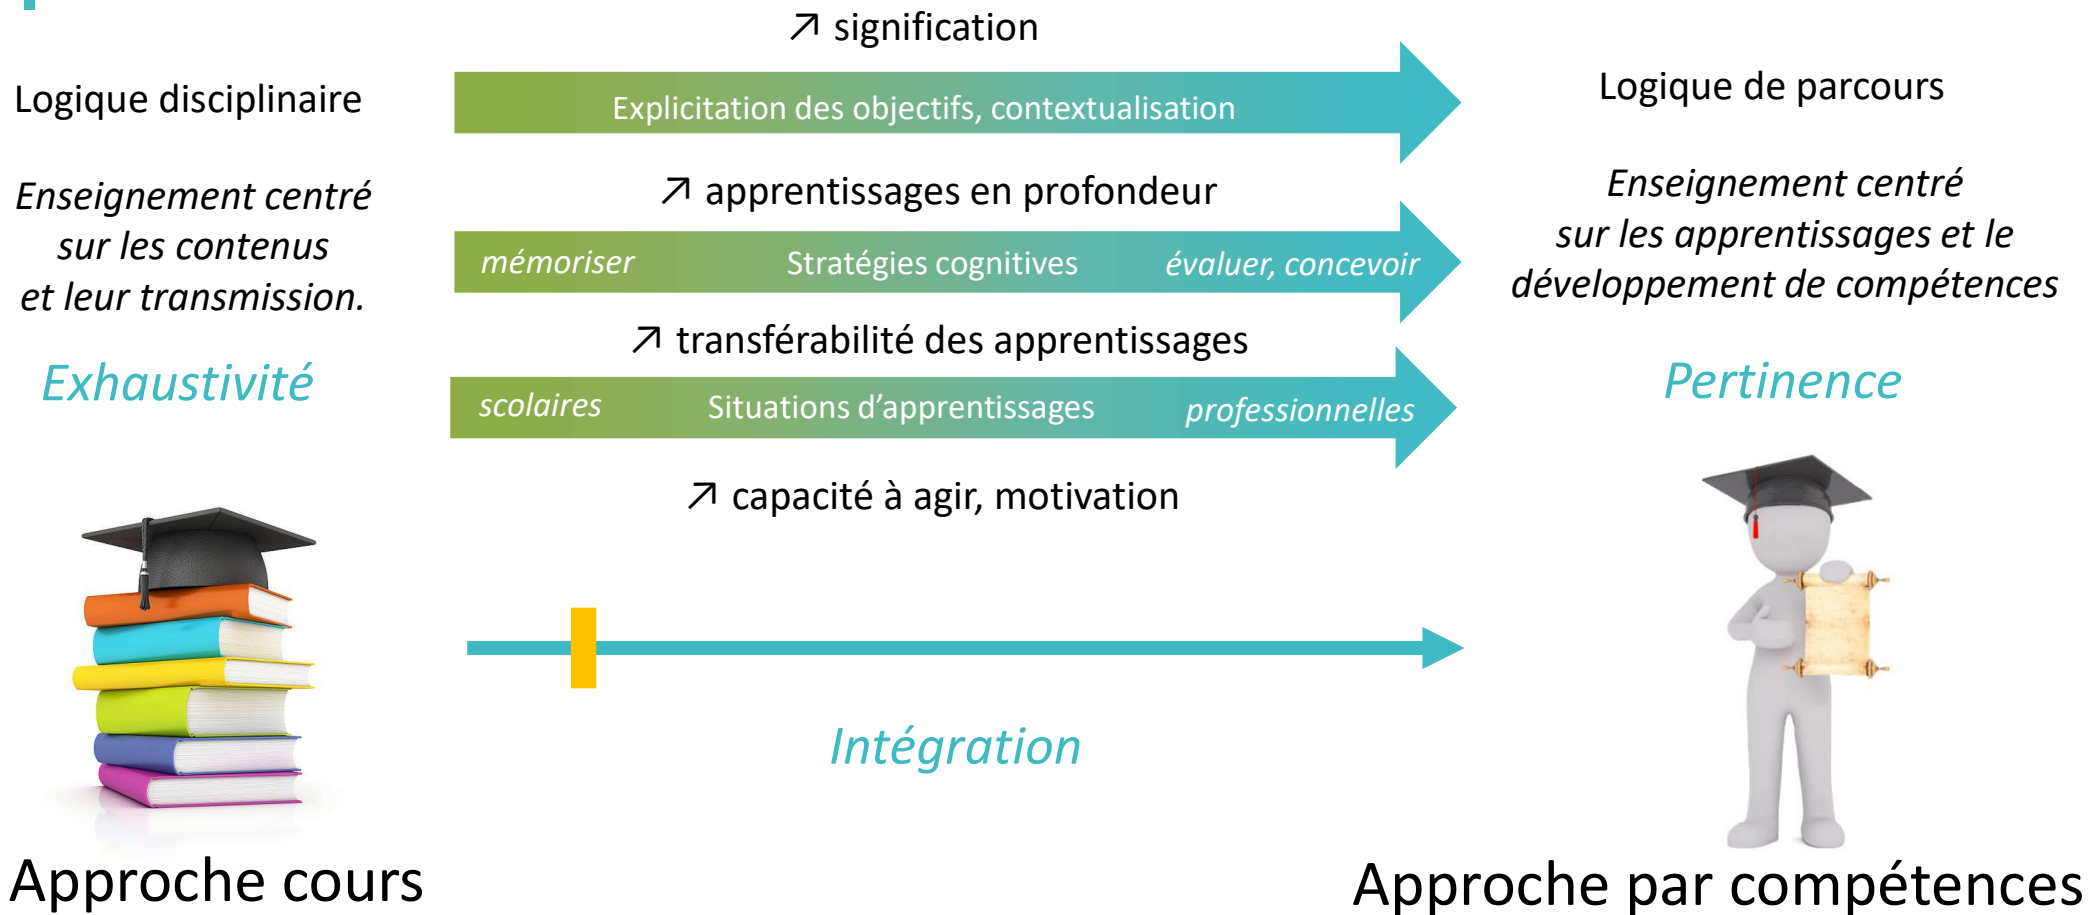 ↗ signification
Logique disciplinaire
Explicitation des objectifs, contextualisation
Logique de parcours
Enseignement centré
sur les contenus
et leur transmission.
↗ apprentissages en profondeur
Enseignement centré
sur les apprentissages et le
développement de compétences
mémoriser Stratégies cognitives évaluer, concevoir
↗ transférabilité des apprentissages
Exhaustivité
Pertinence
scolaires Situations d’apprentissages professionnelles
↗ capacité à agir, motivation
Intégration
Approche cours
Approche par compétences